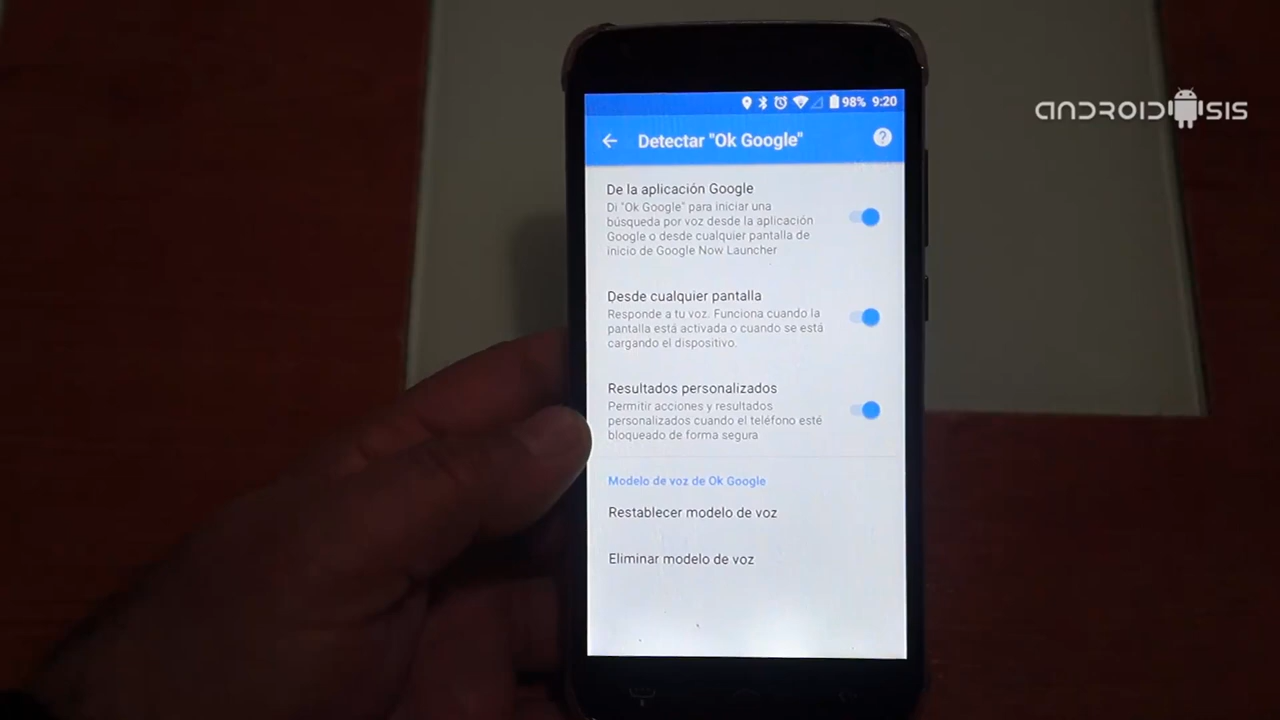 98% 9:20
ANDROIDSIS
Detectar "Ok Google"
De la aplicación Google
Di "Ok Google" para iniciar una
búsqueda por voz desde la aplicación
Google o desde cualquier pantalla de
inicio de Google Now Launcher
Desde cualquier pantalla
Responde a tu voz. Funciona cuando la
pantalla está activada o cuando se está
cargando el dispositivo.
Resultados personalizados
Permitir acciones y resultados
personalizados cuando el teléfono esté
bloqueado de forma segura
Modelo de voz de Ok Google
Restablecer modelo de voz
Eliminar modelo de voz